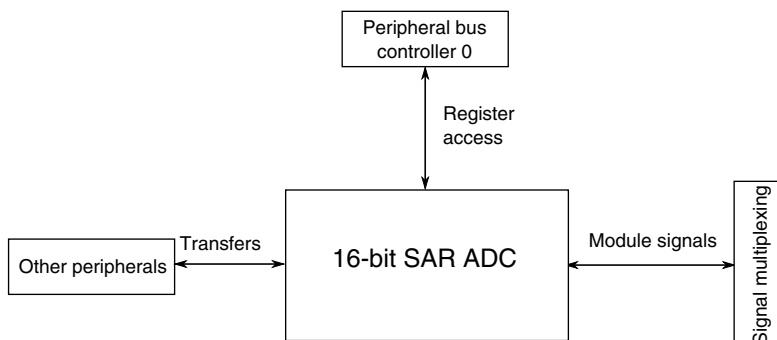 Peripheral bus
controller 0
Register
access
Transfers
Other peripherals
16-bit SAR ADC
Module signals
Signal multiplexing